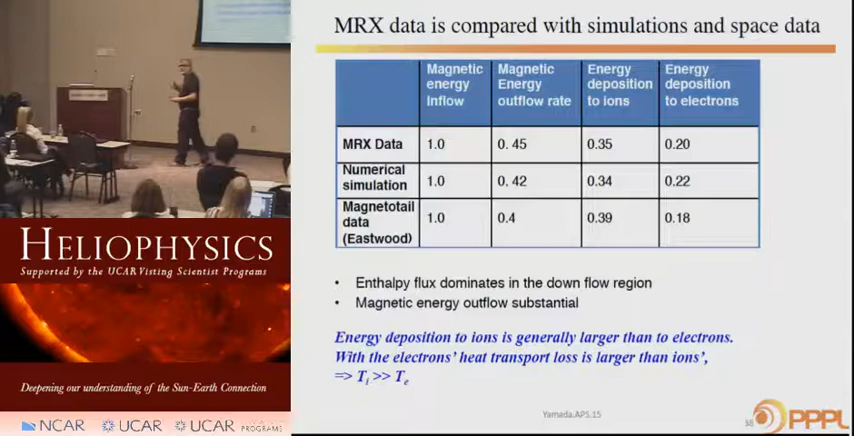 MRX data is compared with simulations and space data
Magnetic energy Inflow
Magnetic Energy outflow rate
Energy deposition to ions
Energy deposition to electrons
MRX Data 1.0 0. 45 0.35 0.20
Numerical simulation 1.0 0. 42 0.34 0.22
Magnetotail data (Eastwood) 1.0 0.4 0.39 0.18
• Enthalpy flux dominates in the down flow region
• Magnetic energy outflow substantial
Energy deposition to ions is generally larger than to electrons.
With the electrons' heat transport loss is larger than ions',
=> Ti >> Te
Yamada.APS.15
38
PPPL
HELIOPHYSICS
Supported by the UCAR Visting Scientist Programs
Deepening our understanding of the Sun-Earth Connection
NCAR UCAR UCAR PROGRAMS